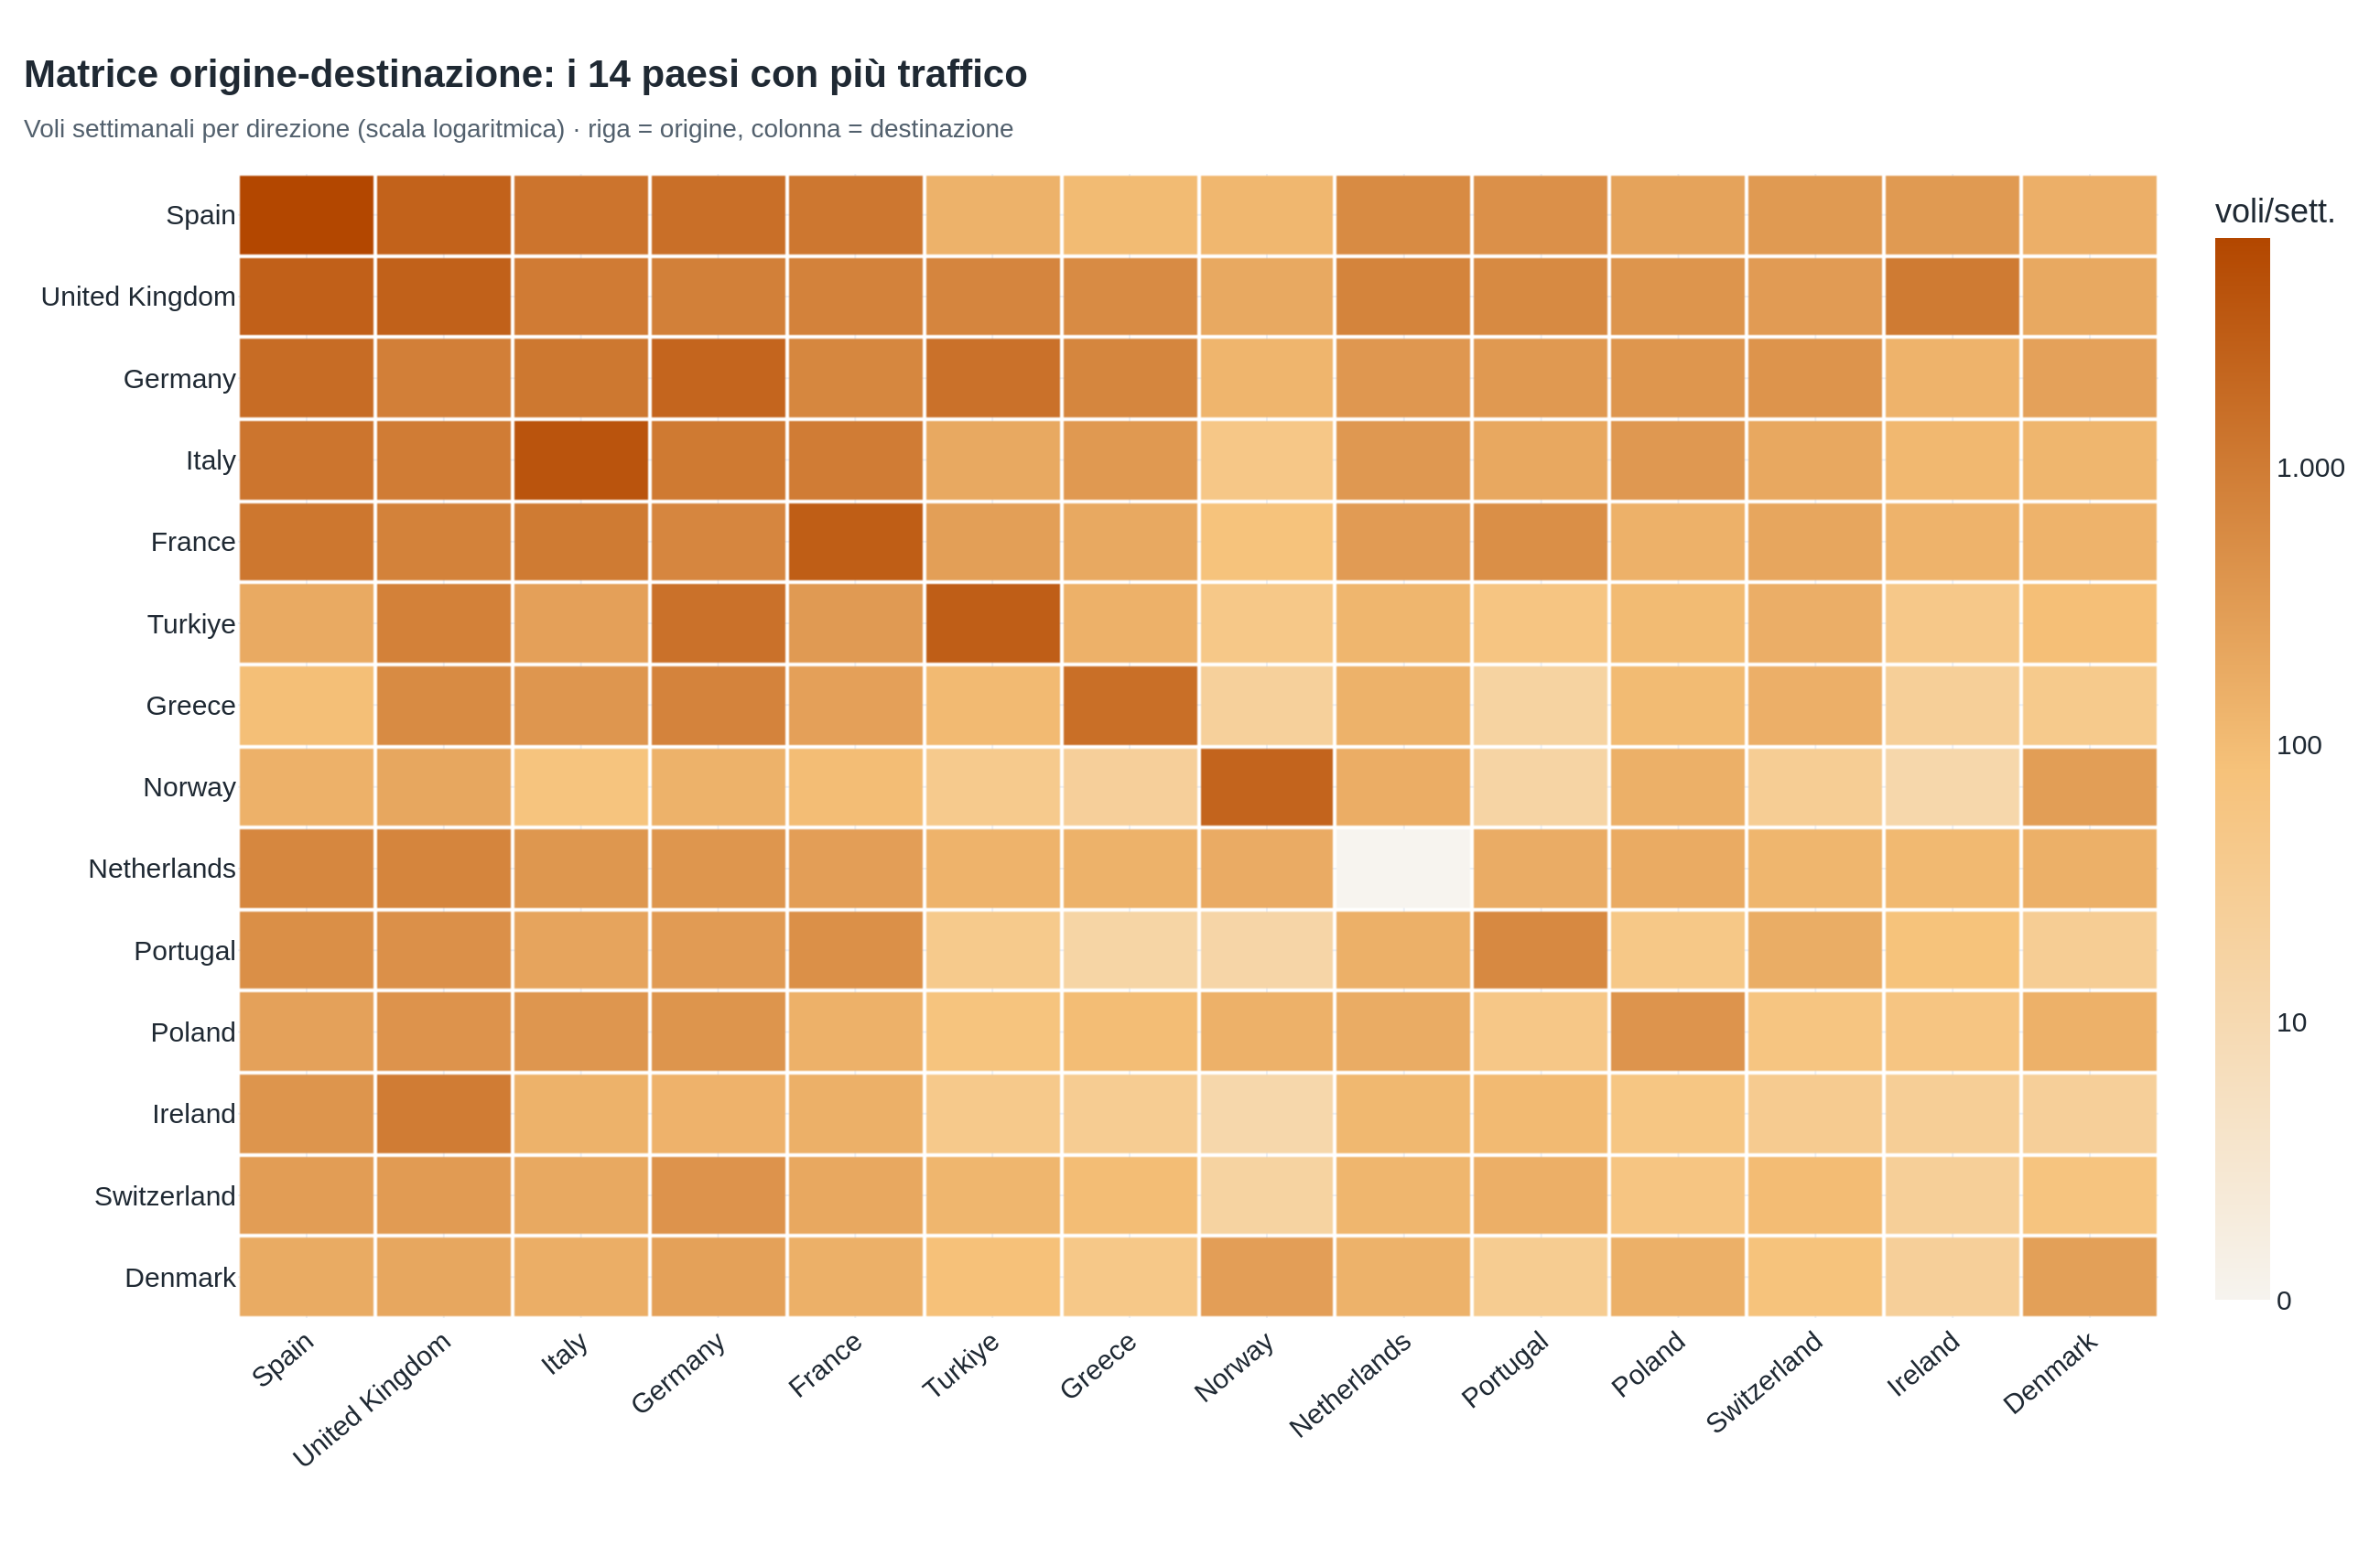 Matrice origine-destinazione: i 14 paesi con più traffico
Voli settimanali per direzione (scala logaritmica) · riga = origine, colonna = destinazione
voli/sett.
Spain
United Kingdom
Germany
Italy
France
Turkiye
Greece
Norway
Netherlands
Portugal
Poland
Ireland
Switzerland
Denmark
1.000
100
10
0
Spain
United Kingdom
Italy
Germany
France
Turkiye
Greece
Norway
Netherlands
Portugal
Poland
Switzerland
Ireland
Denmark